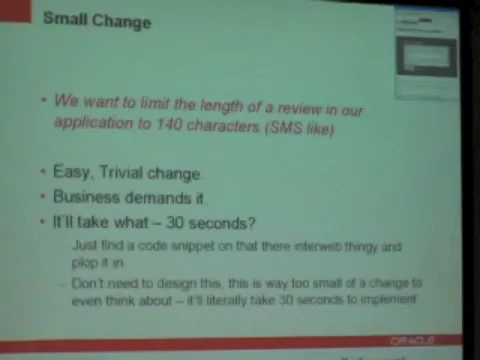 Small Change
• We want to limit the length of a review in our
application to 140 characters (SMS like)
• Easy, Trivial change.
• Business demands it.
• It'll take what – 30 seconds?
Just find a code snippet on that there interweb thingy and
plop it in
– Don't need to design this, this is way too small of a change to
even think about – it'll literally take 30 seconds to implement
ORACLE